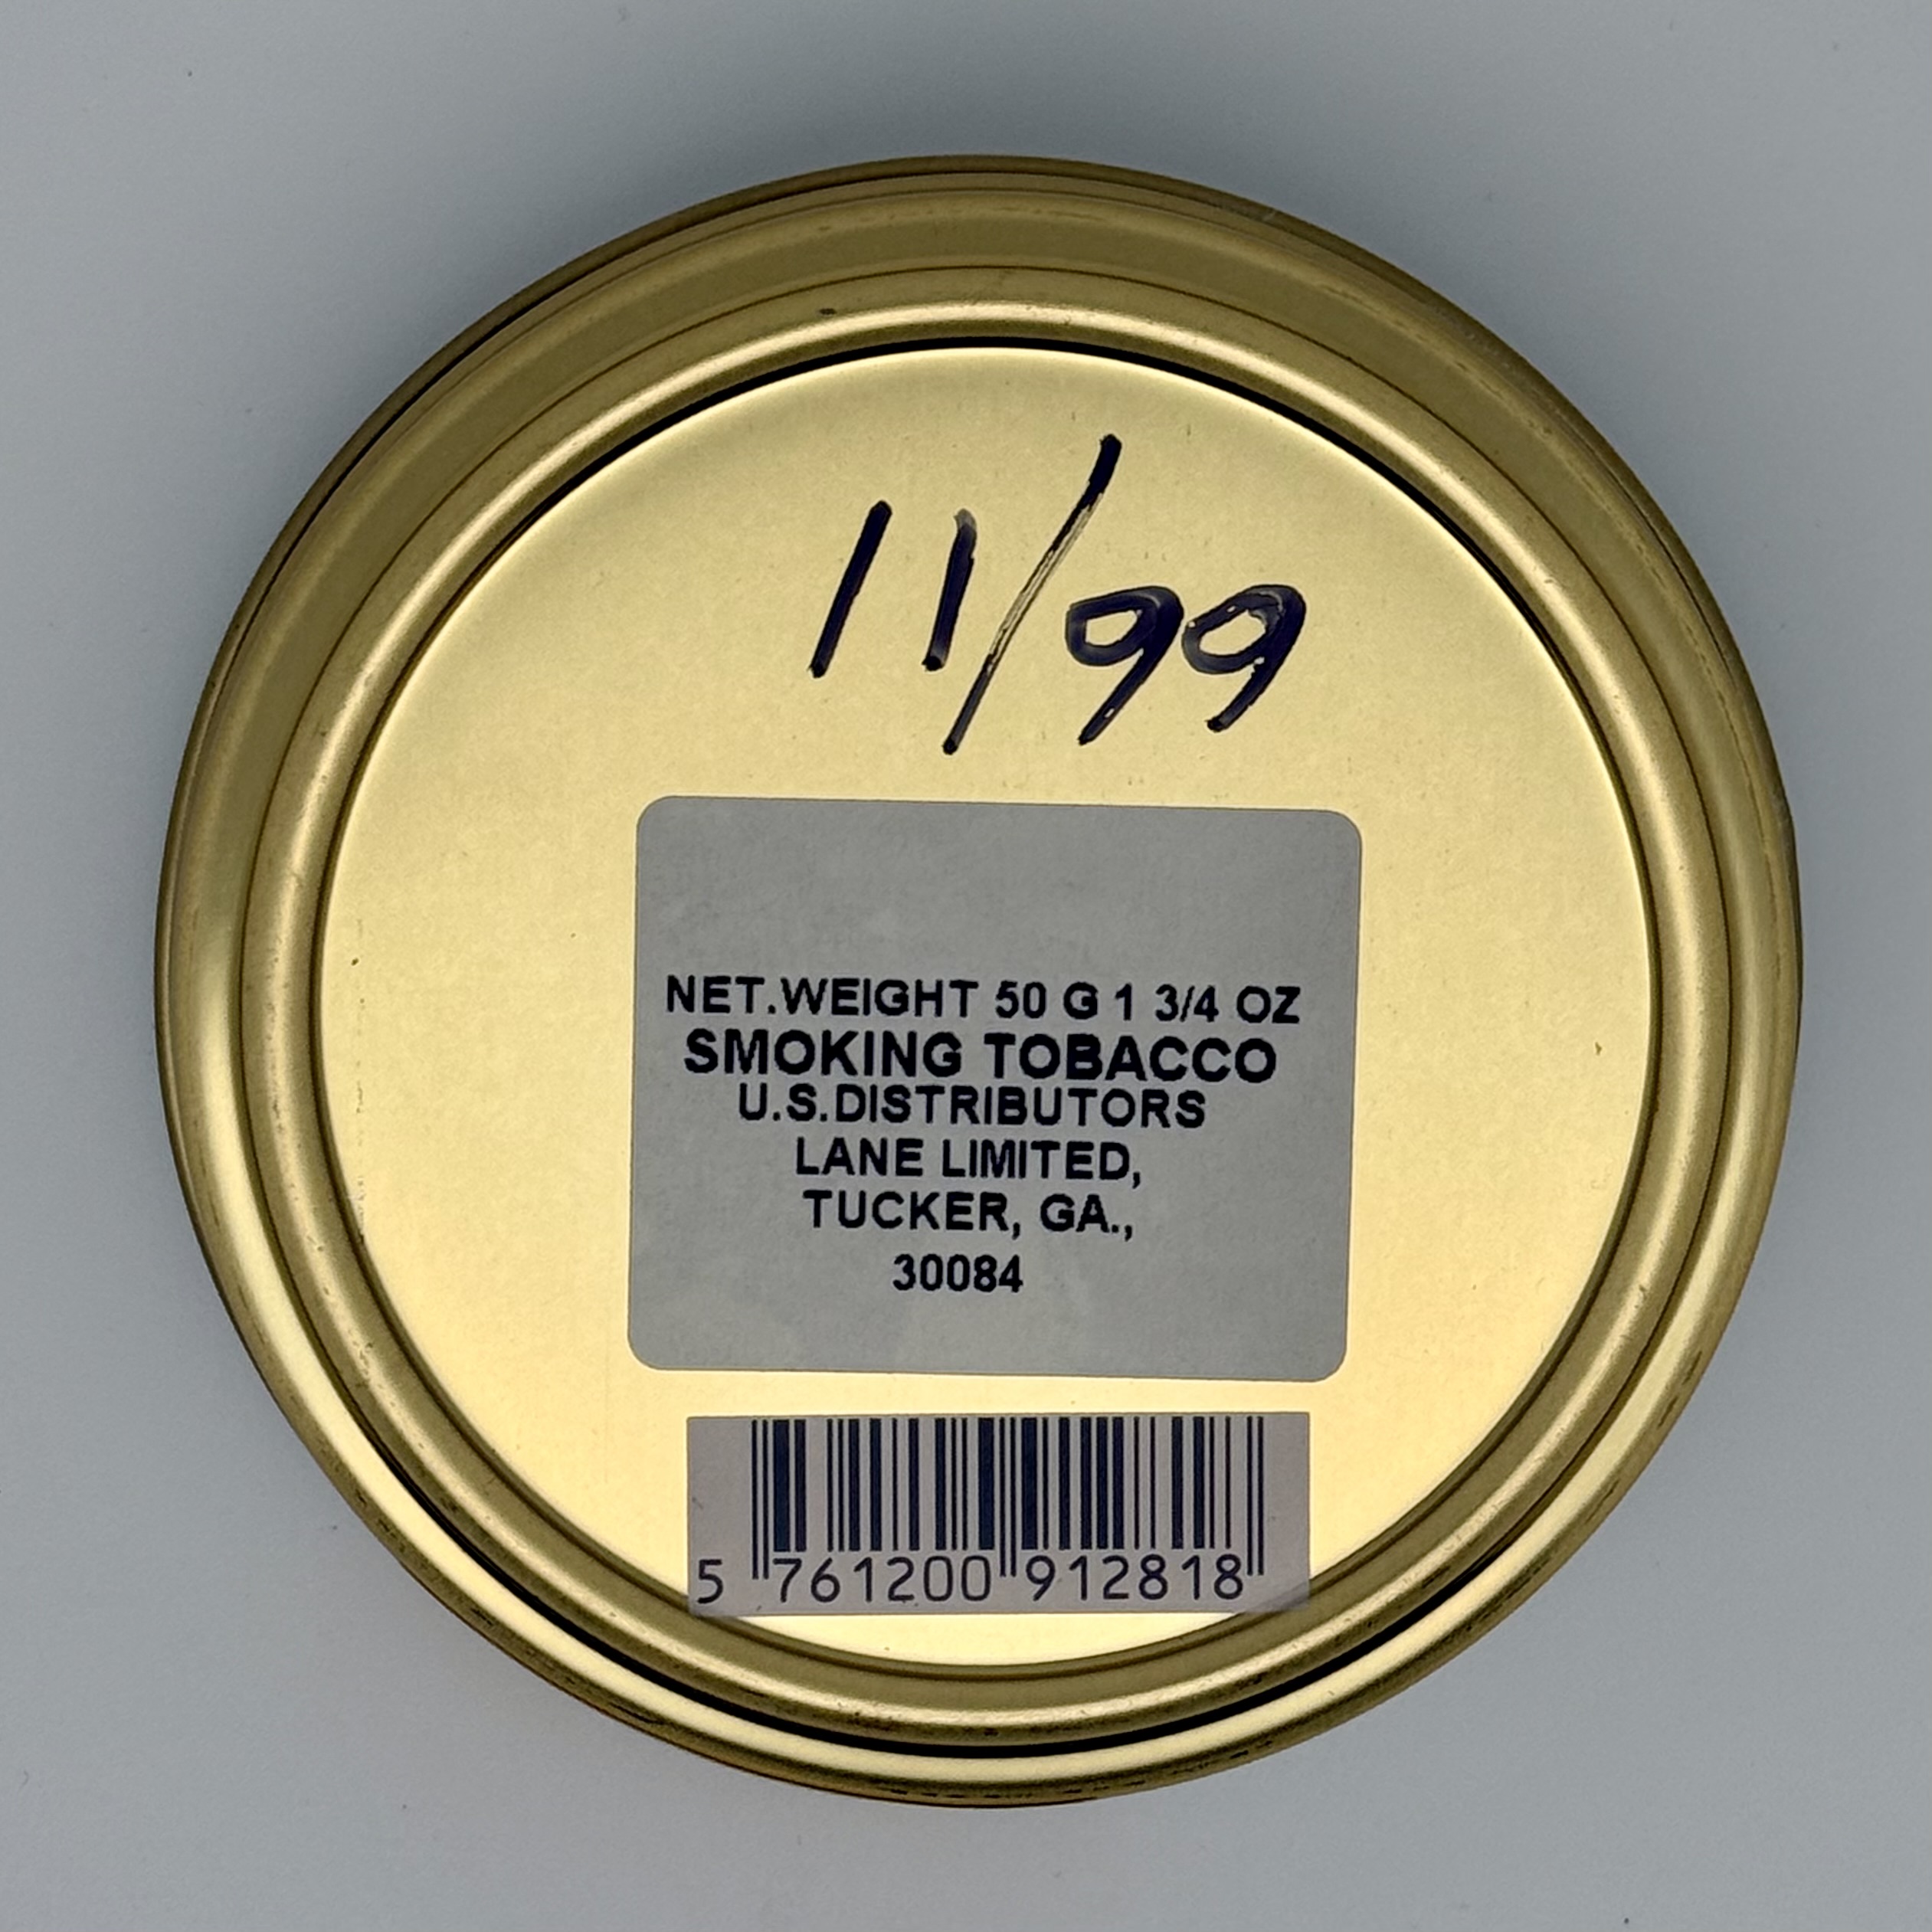 11/99
NET.WEIGHT 50 G 1 3/4 OZ
SMOKING TOBACCO
U.S.DISTRIBUTORS
LANE LIMITED,
TUCKER, GA.,
30084
5 761200 912818